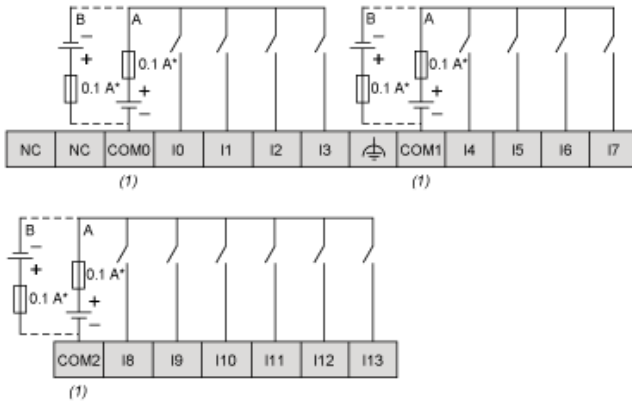 B A B A
− −
+ 0.1 A* + 0.1 A*
0.1 A* + 0.1 A* +
− −
NC NC COM0 I0 I1 I2 I3 COM1 I4 I5 I6 I7
(1) (1)
B A
−
+ 0.1 A*
0.1 A* +
−
COM2 I8 I9 I10 I11 I12 I13
(1)